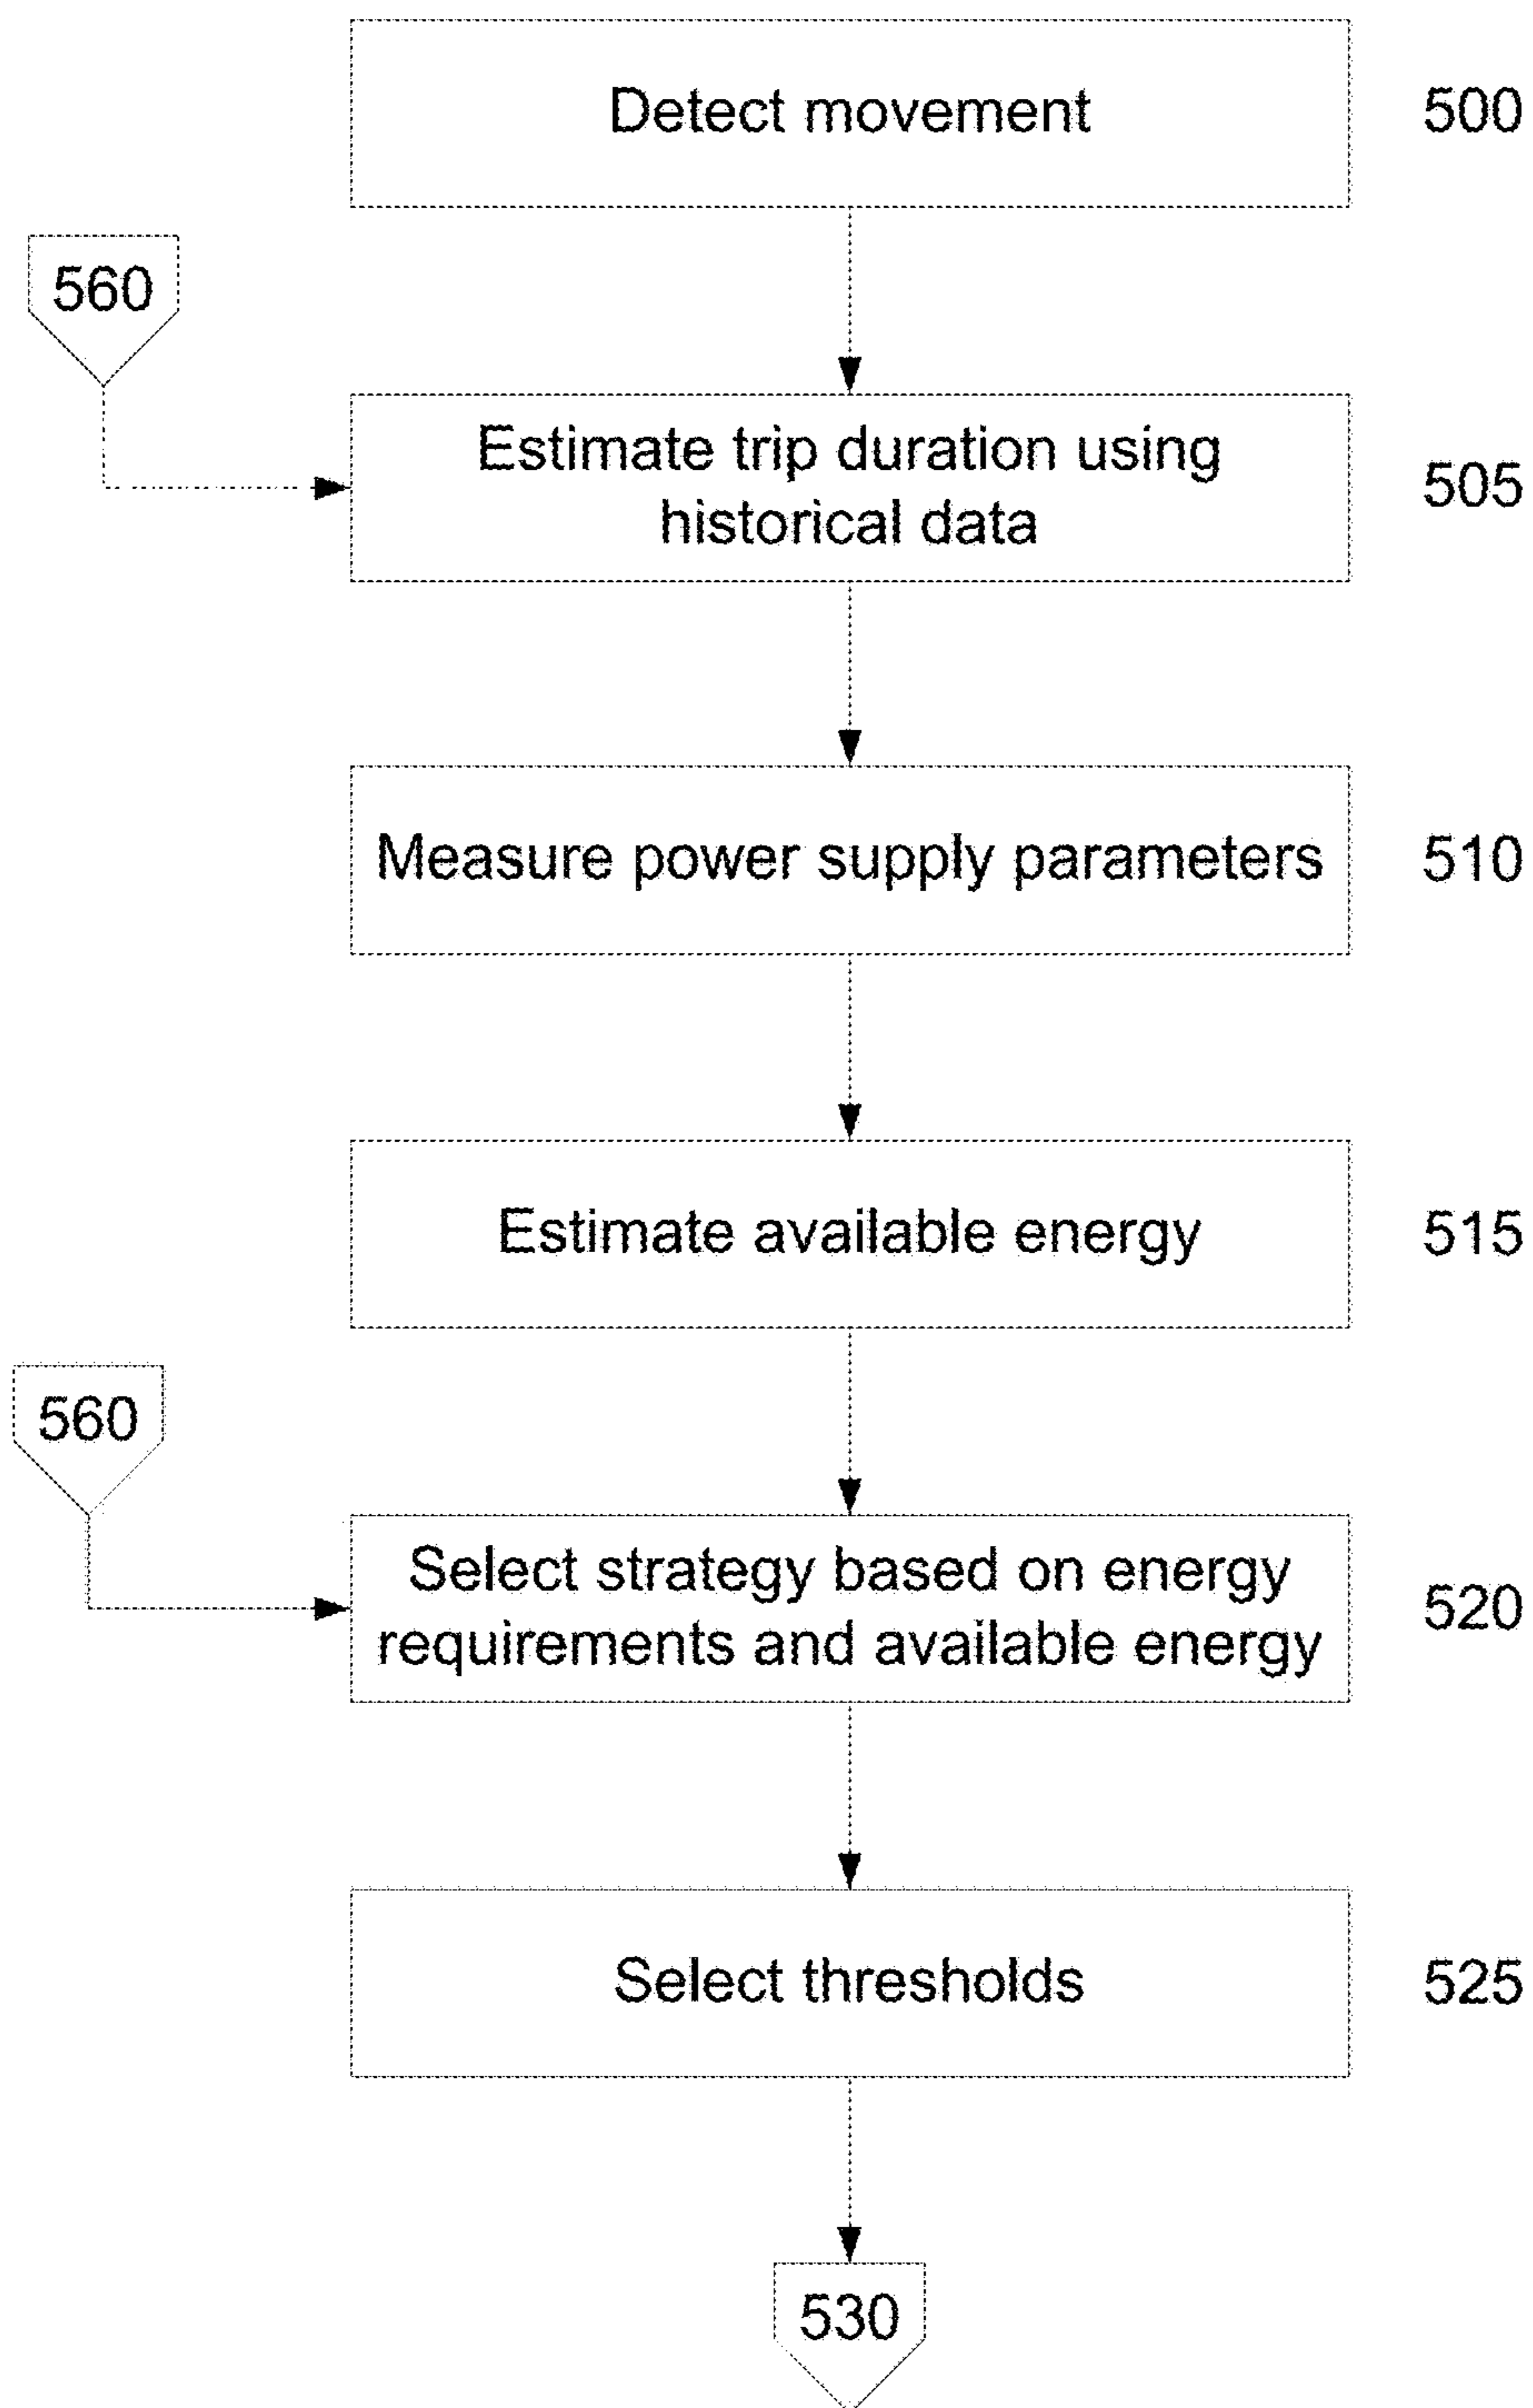 Detect movement
500
560
Estimate trip duration using
historical data
505
Measure power supply parameters
510
Estimate available energy
515
560
Select strategy based on energy
requirements and available energy
520
Select thresholds
525
530